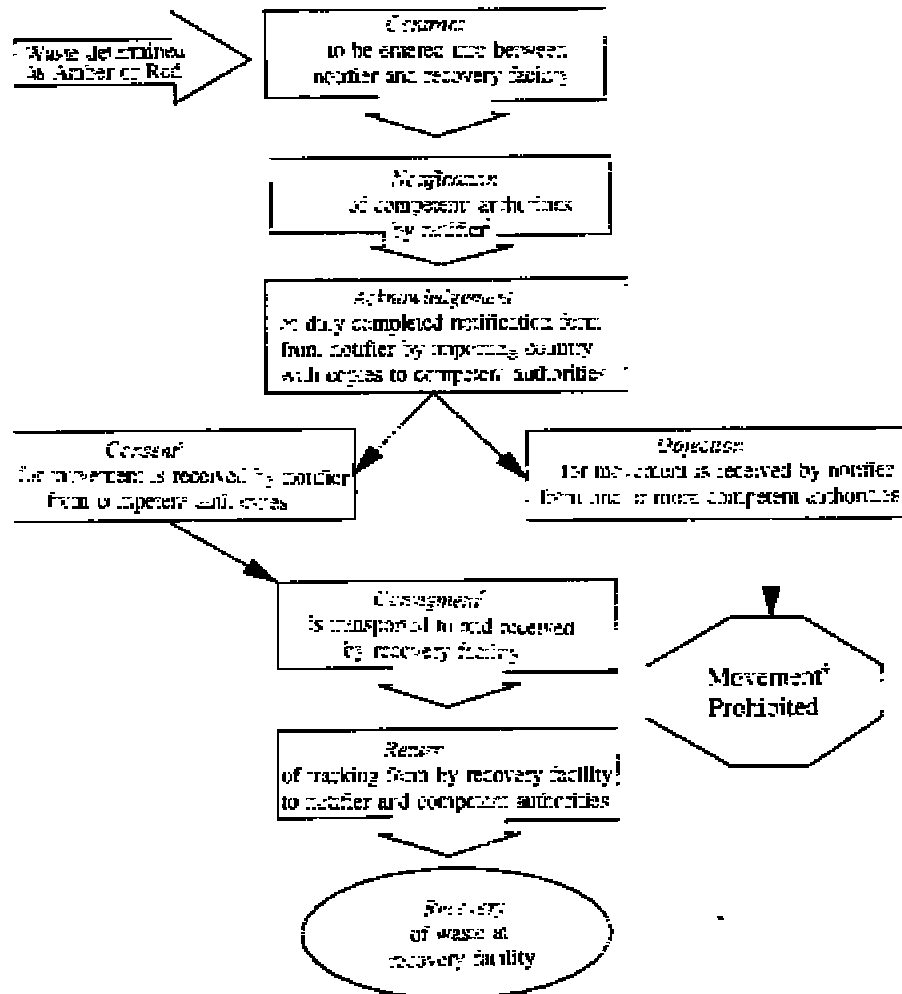 Contract
to be entered into between
notifier and recovery facility
Waste determined
as Amber or Red
Notification
of competent authorities
by notifier
Acknowledgement
of duly completed notification form
from notifier by importing country
with copies to competent authorities
Consent
for movement is received by notifier
from competent authorities
Objection
for movement is received by notifier
from one or more competent authorities
Consignment
is transported to and received
by recovery facility
Movement
Prohibited
Return
of tracking form by recovery facility
to notifier and competent authorities
Recovery
of waste at
recovery facility